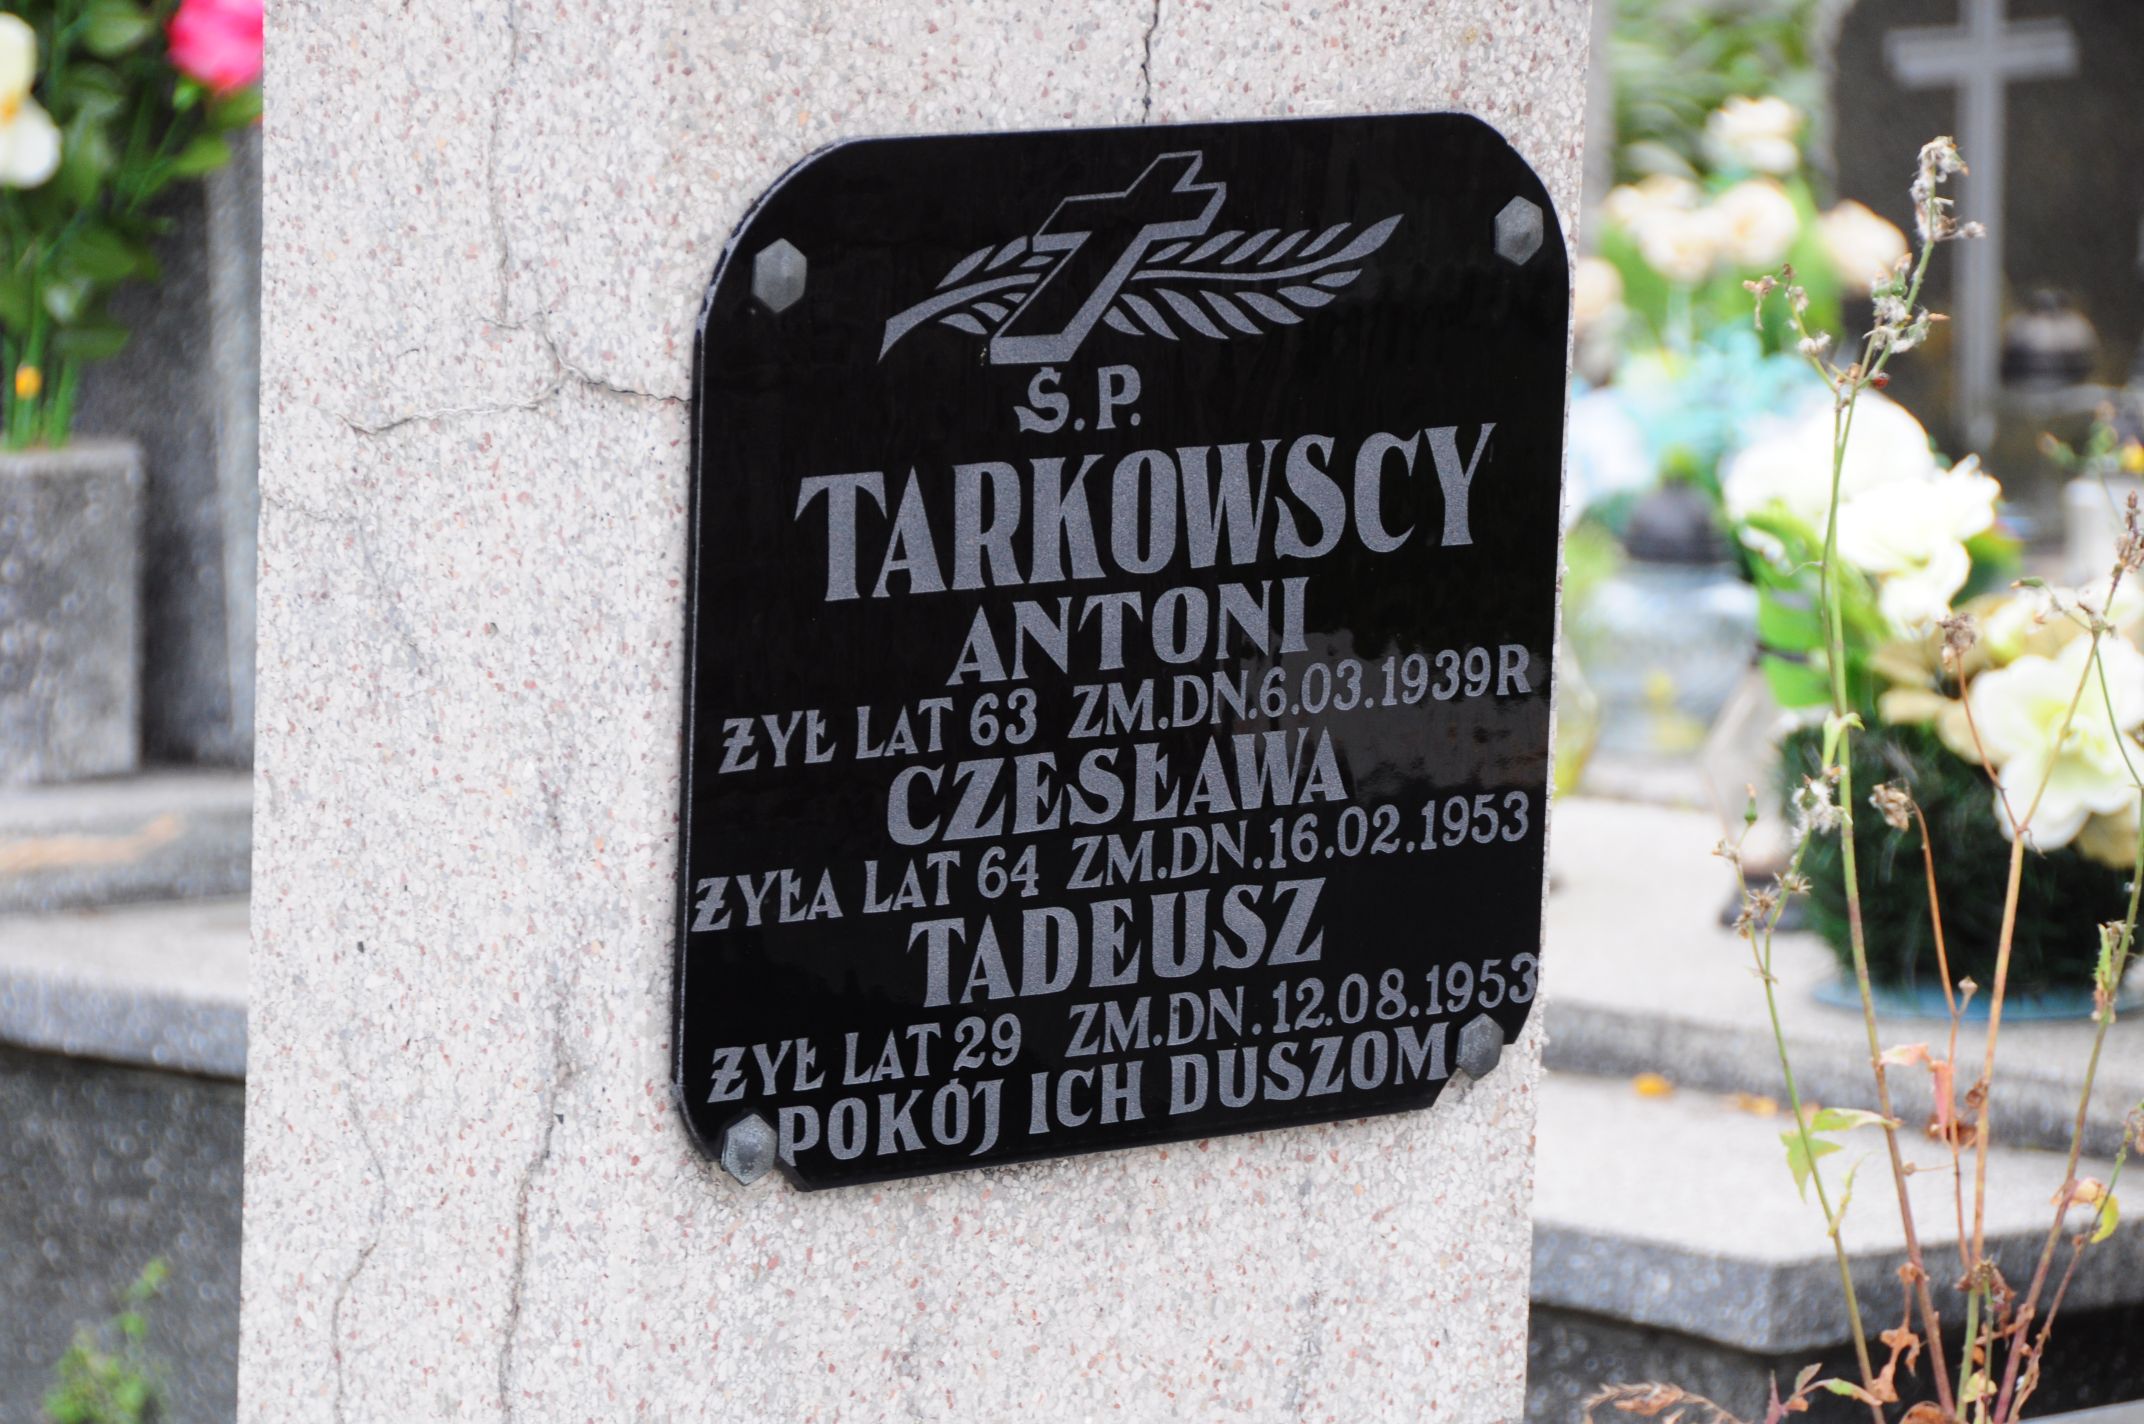 Ś.P.
TARKOWSCY
ANTONI
ŻYŁ LAT 63 ZM.DN.6.03.1939R
CZESŁAWA
ŻYŁA LAT 64 ZM.DN.16.02.1953
TADEUSZ
ŻYŁ LAT 29 ZM.DN.12.08.1953
POKÓJ ICH DUSZOM